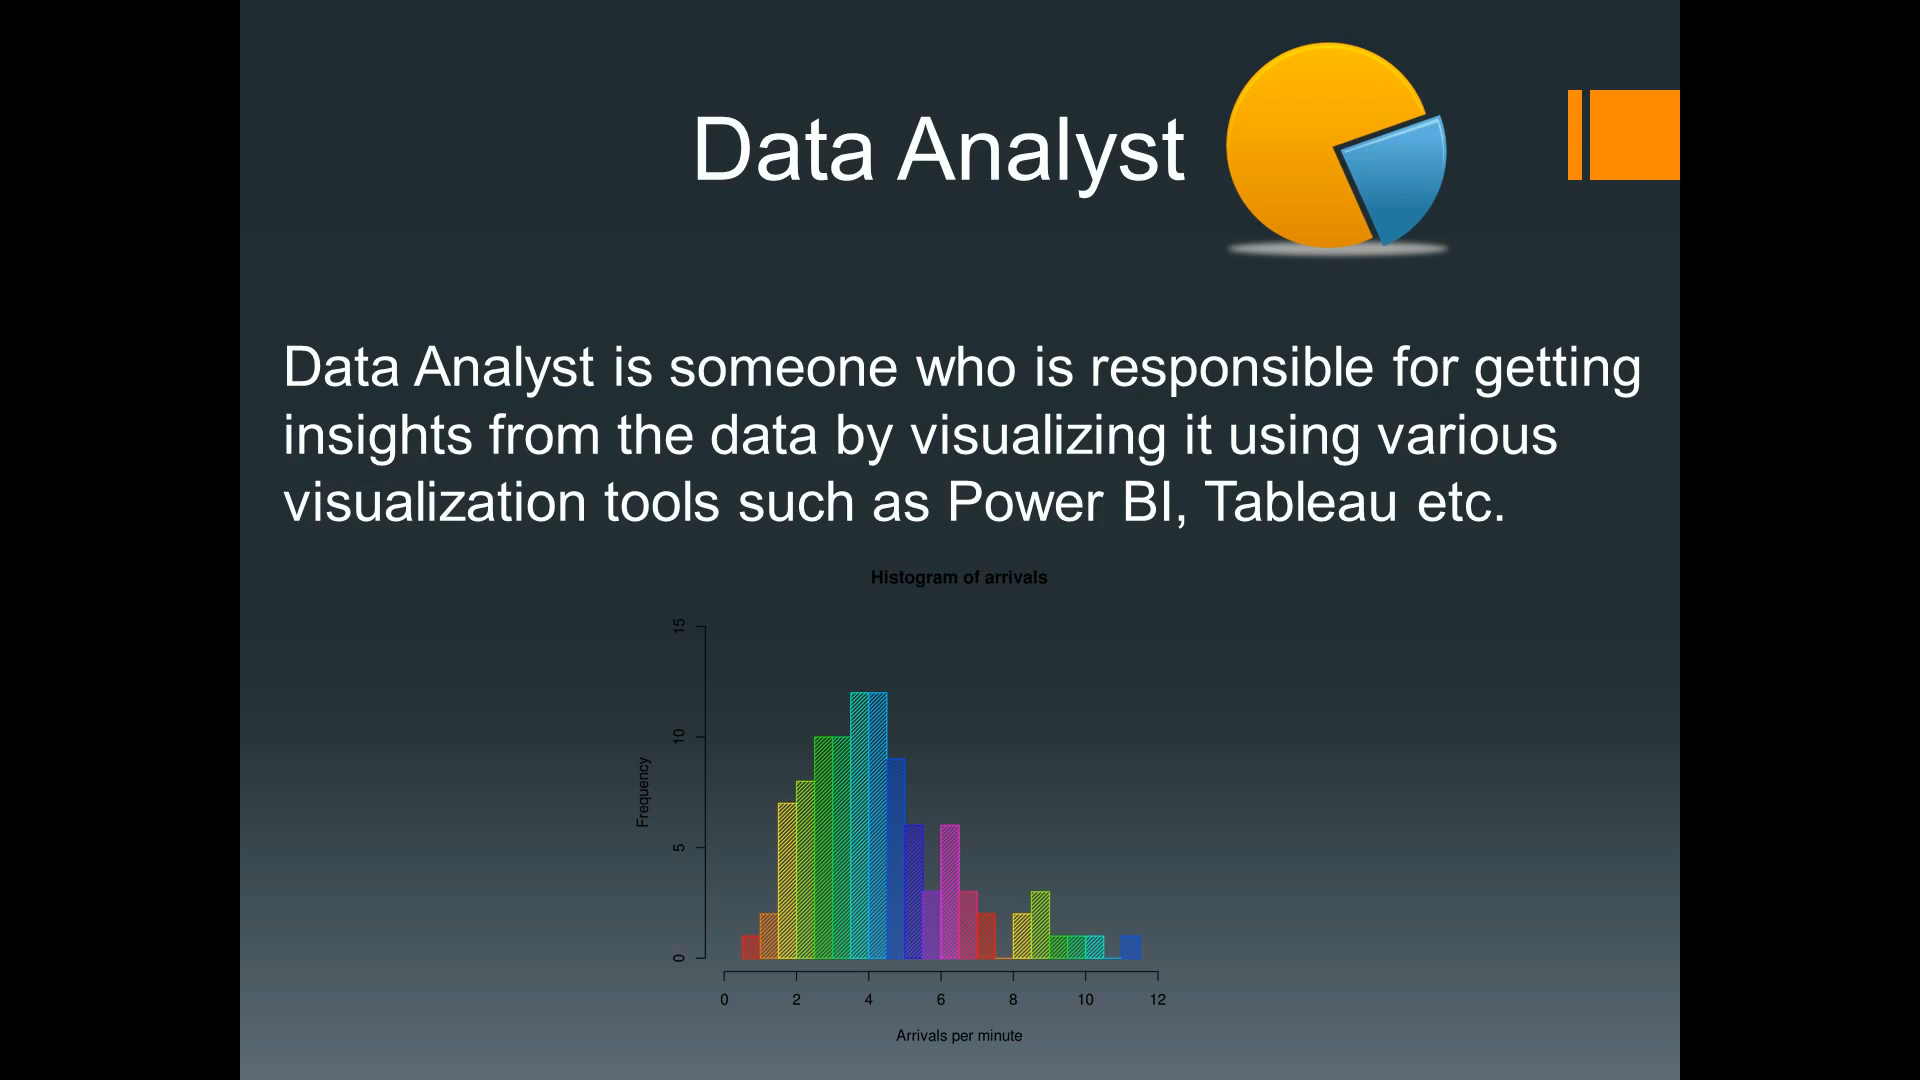 Data Analyst
Data Analyst is someone who is responsible for getting
insights from the data by visualizing it using various
visualization tools such as Power BI, Tableau etc.
Histogram of arrivals
Frequency
15
10
5
0
0 2 4 6 8 10 12
Arrivals per minute